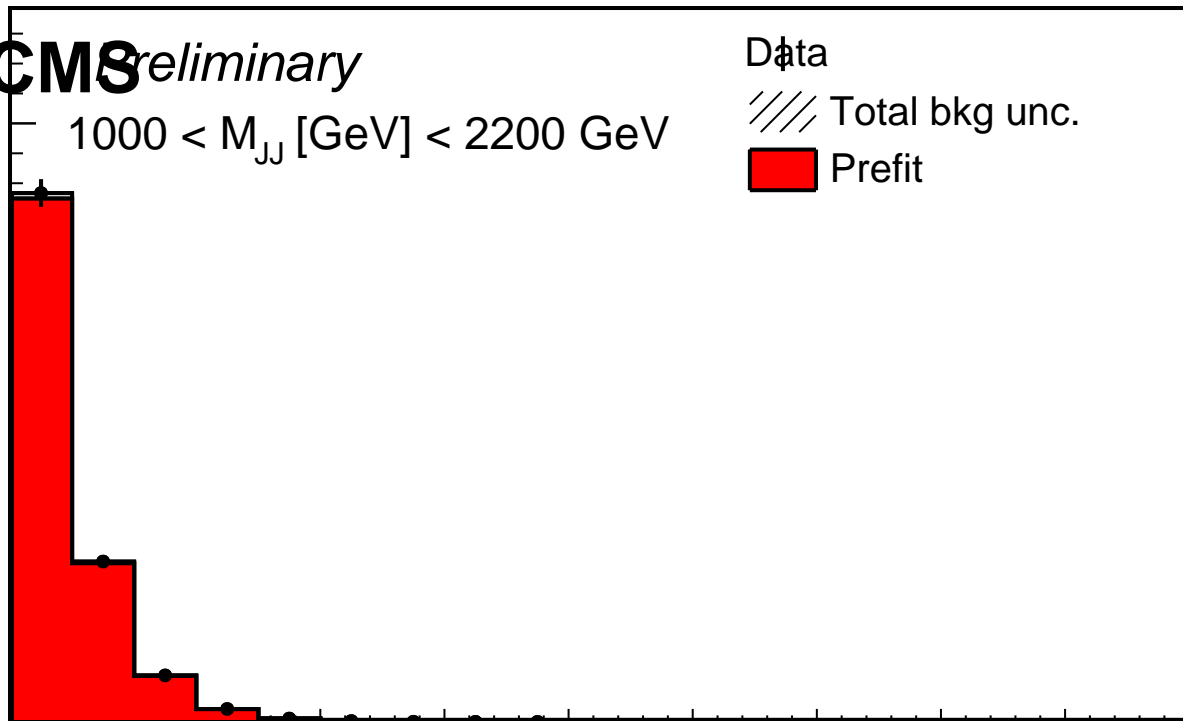 CMS Preliminary
1000 < M_JJ [GeV] < 2200 GeV
Data
Total bkg unc.
Prefit